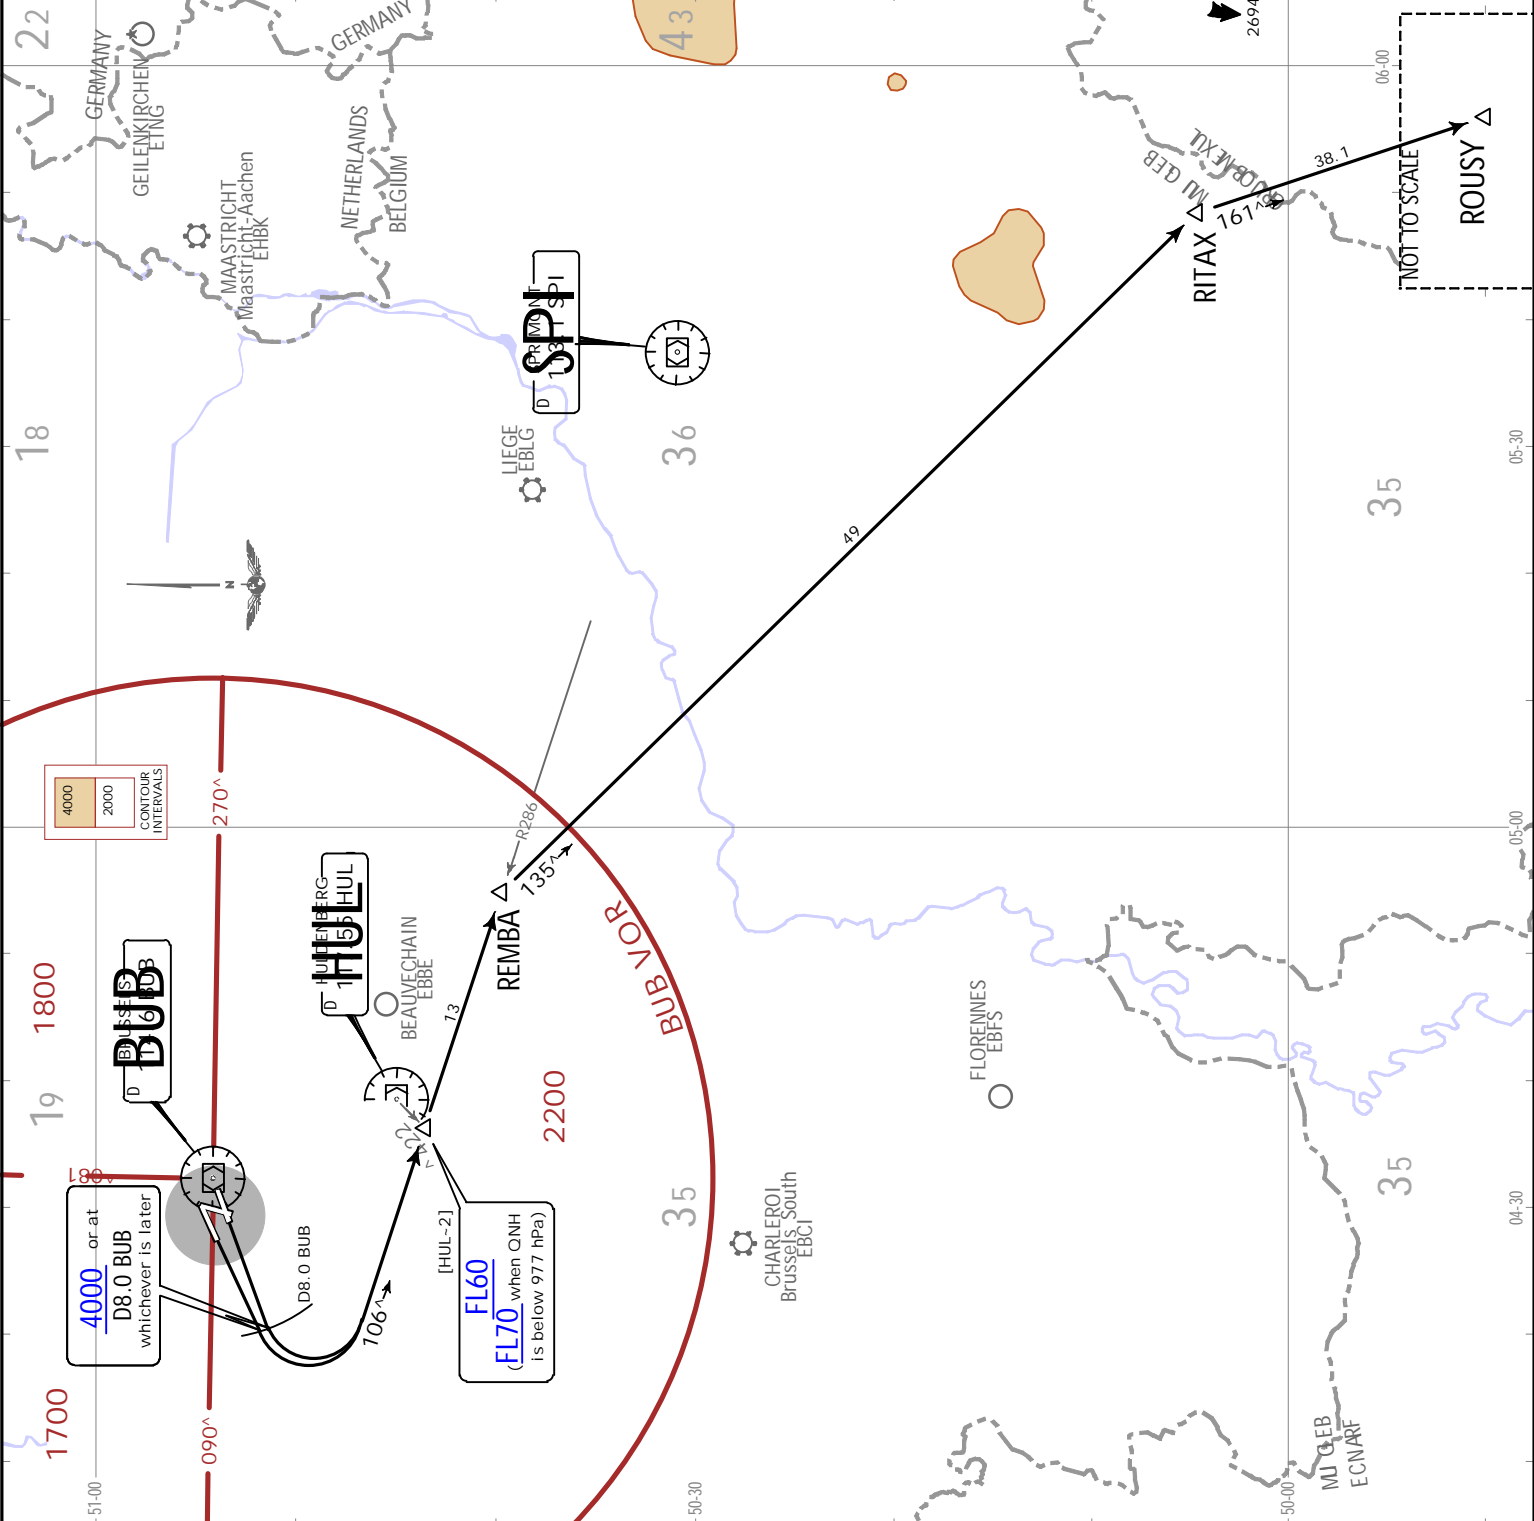 22
GERMANY
GEILENKIRCHEN
ETNG
GERMANY
43
2694
06-00
MAASTRICHT
Maastricht-Aachen
EHBK
NETHERLANDS
BELGIUM
NOT TO SCALE
ROUSY
38.1
161^
RITAX
D
SPI
18
LIEGE
EBLG
36
35
05-30
49
N
4000
2000
CONTOUR
INTERVALS
270^
R286
135^
05-00
REMBA
BUB VOR
1800
D
BUB
D
HUL
BEAUVECHAIN
EBBE
13
19
2200
FLORENNES
EBFS
4000 or at
D8.0 BUB
whichever is later
D8.0 BUB
106^
[HUL~2]
FL60
(FL70 when QNH
is below 977 hPa)
35
CHARLEROI
Brussels South
EBCI
35
04-30
1700
090^
51-00
50-30
50-00